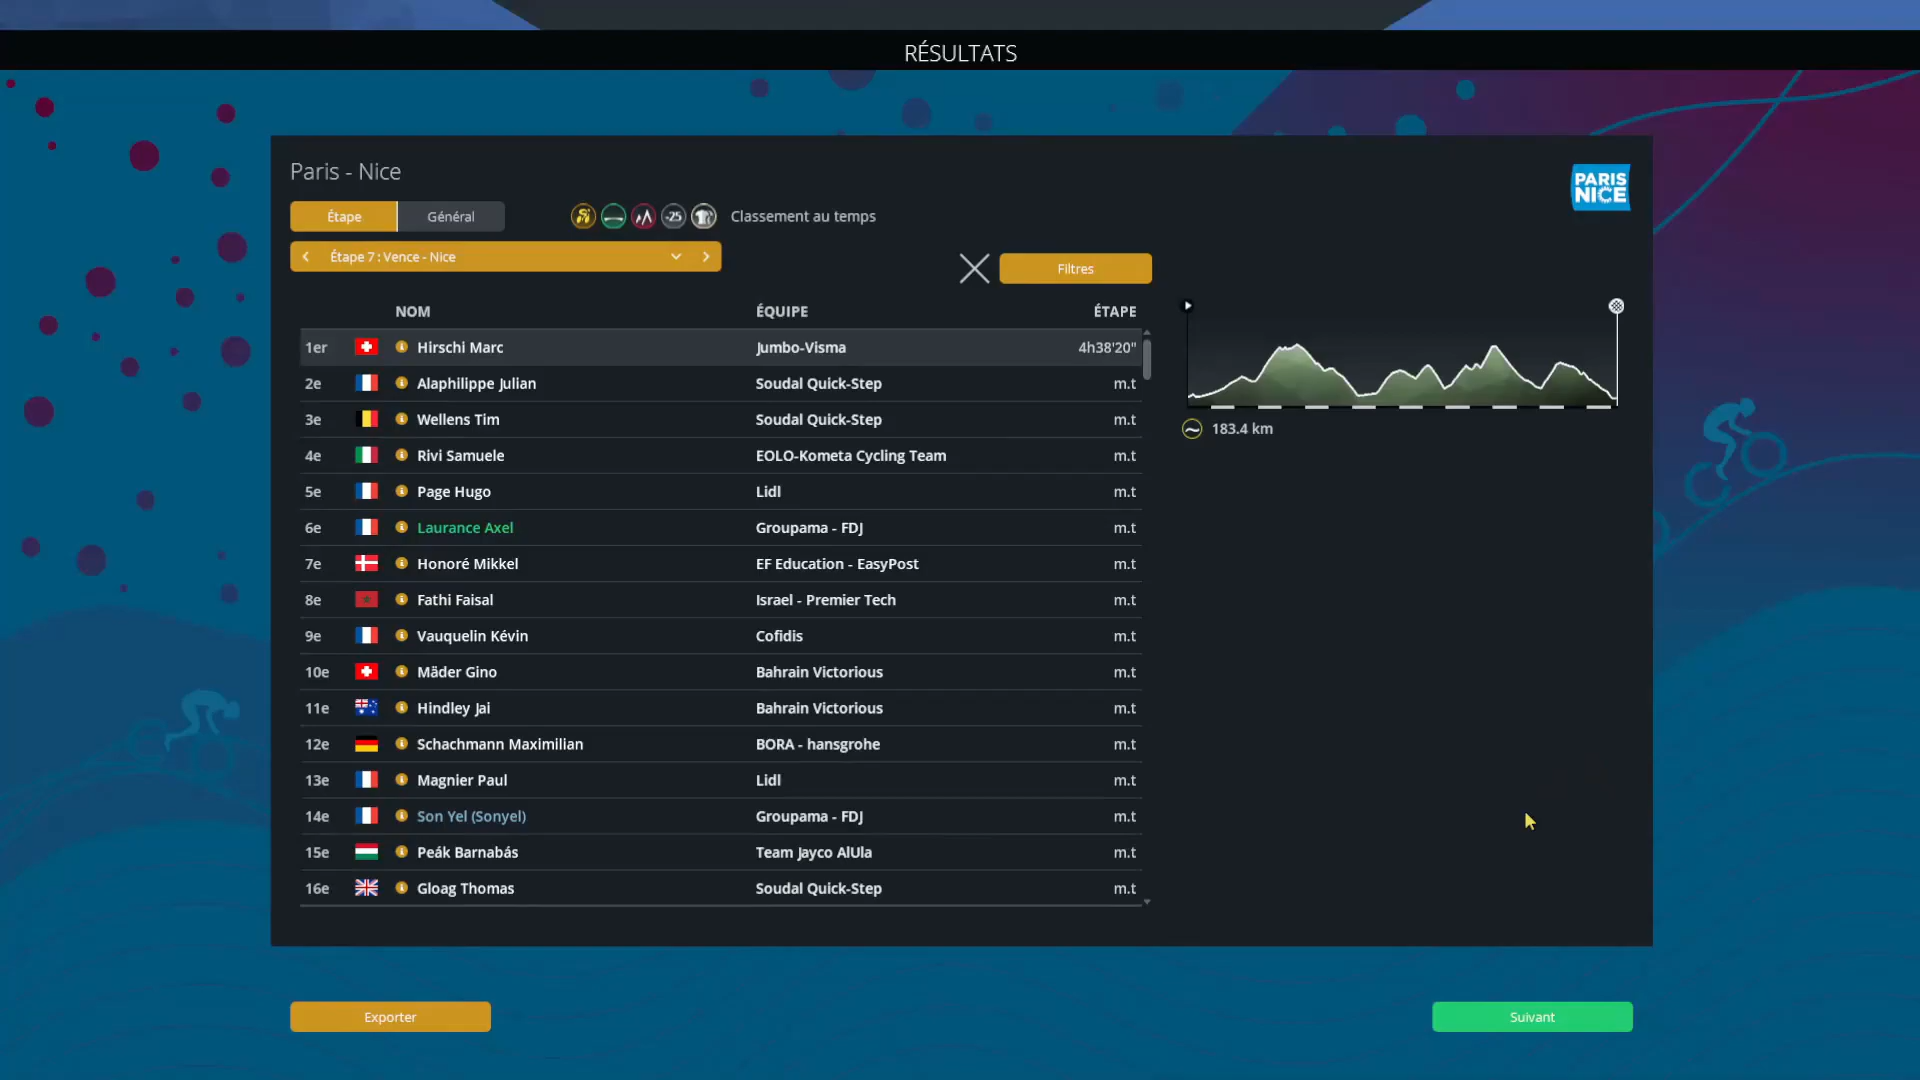 RÉSULTATS
Paris - Nice
PARIS
NICE
Étape Général -25 Classement au temps
Étape 7 : Vence - Nice
Filtres
NOM ÉQUIPE ÉTAPE
1er Hirschi Marc Jumbo-Visma 4h38'20"
2e Alaphilippe Julian Soudal Quick-Step m.t
3e Wellens Tim Soudal Quick-Step m.t
4e Rivi Samuele EOLO-Kometa Cycling Team m.t
5e Page Hugo Lidl m.t
6e Laurance Axel Groupama - FDJ m.t
7e Honoré Mikkel EF Education - EasyPost m.t
8e Fathi Faisal Israel - Premier Tech m.t
9e Vauquelin Kévin Cofidis m.t
10e Mäder Gino Bahrain Victorious m.t
11e Hindley Jai Bahrain Victorious m.t
12e Schachmann Maximilian BORA - hansgrohe m.t
13e Magnier Paul Lidl m.t
14e Son Yel (Sonyel) Groupama - FDJ m.t
15e Peák Barnabás Team Jayco AlUla m.t
16e Gloag Thomas Soudal Quick-Step m.t
183.4 km
Exporter
Suivant